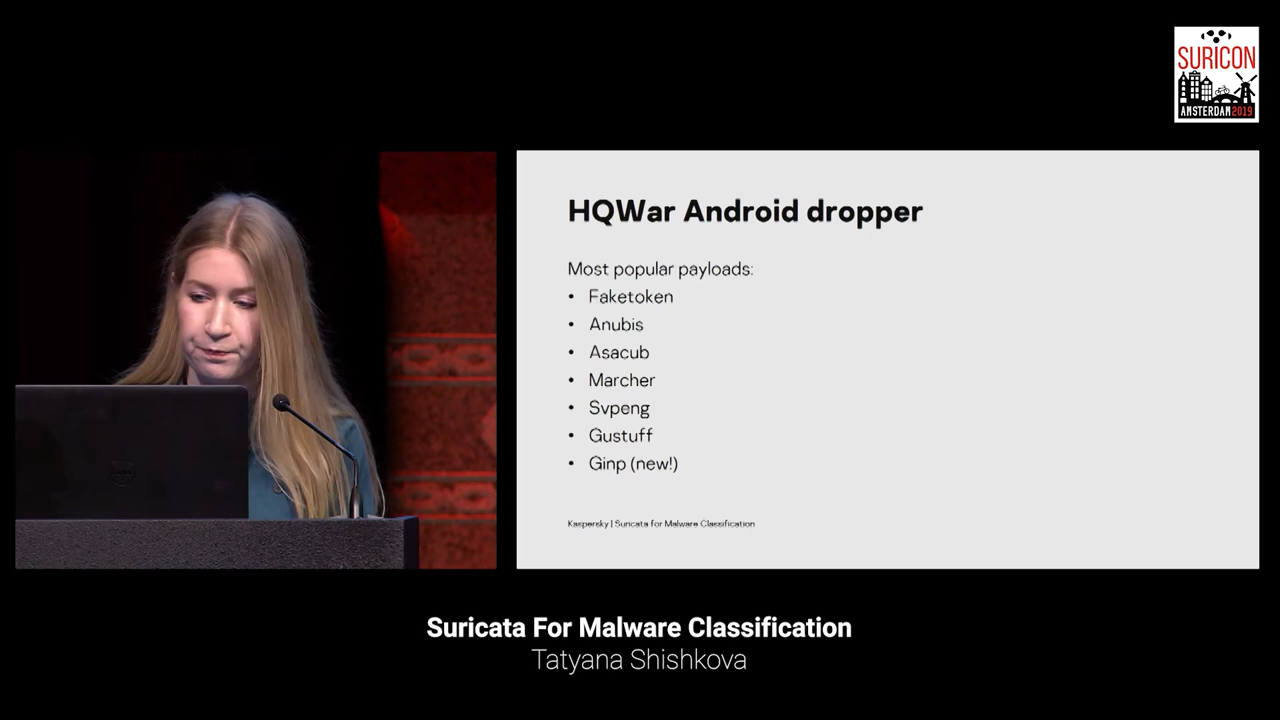 SURICON
AMSTERDAM 2019
HQWar Android dropper
Most popular payloads:
• Faketoken
• Anubis
• Asacub
• Marcher
• Svpeng
• Gustuff
• Ginp (new!)
Kaspersky | Suricata for Malware Classification
Suricata For Malware Classification
Tatyana Shishkova